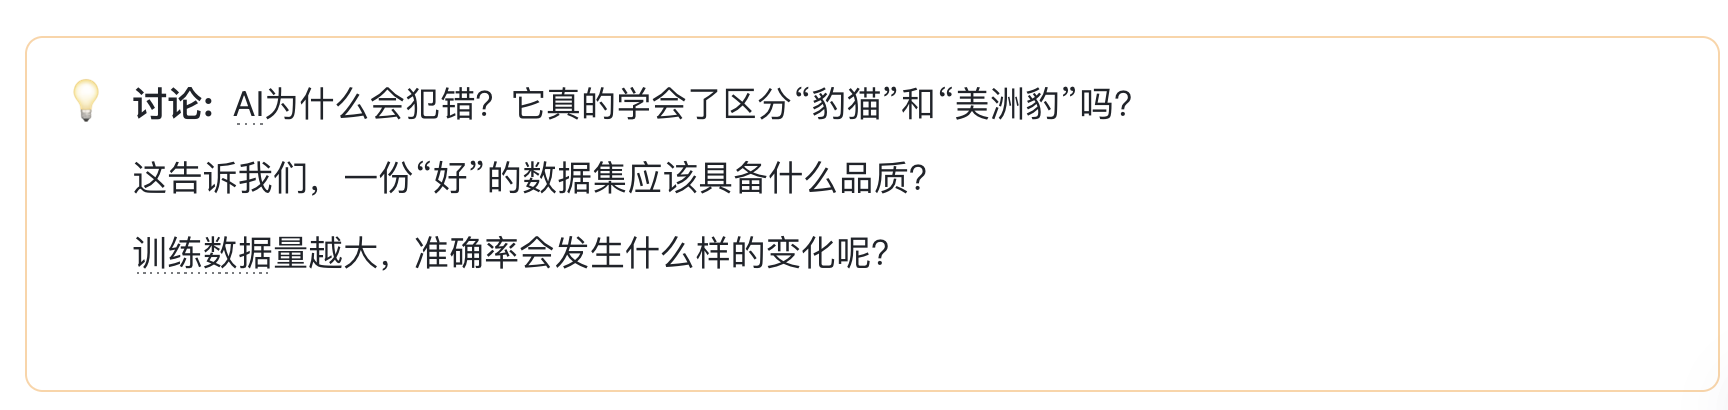 讨论：AI为什么会犯错？它真的学会了区分“豹猫”和“美洲豹”吗？
这告诉我们，一份“好”的数据集应该具备什么品质？
训练数据量越大，准确率会发生什么样的变化呢？